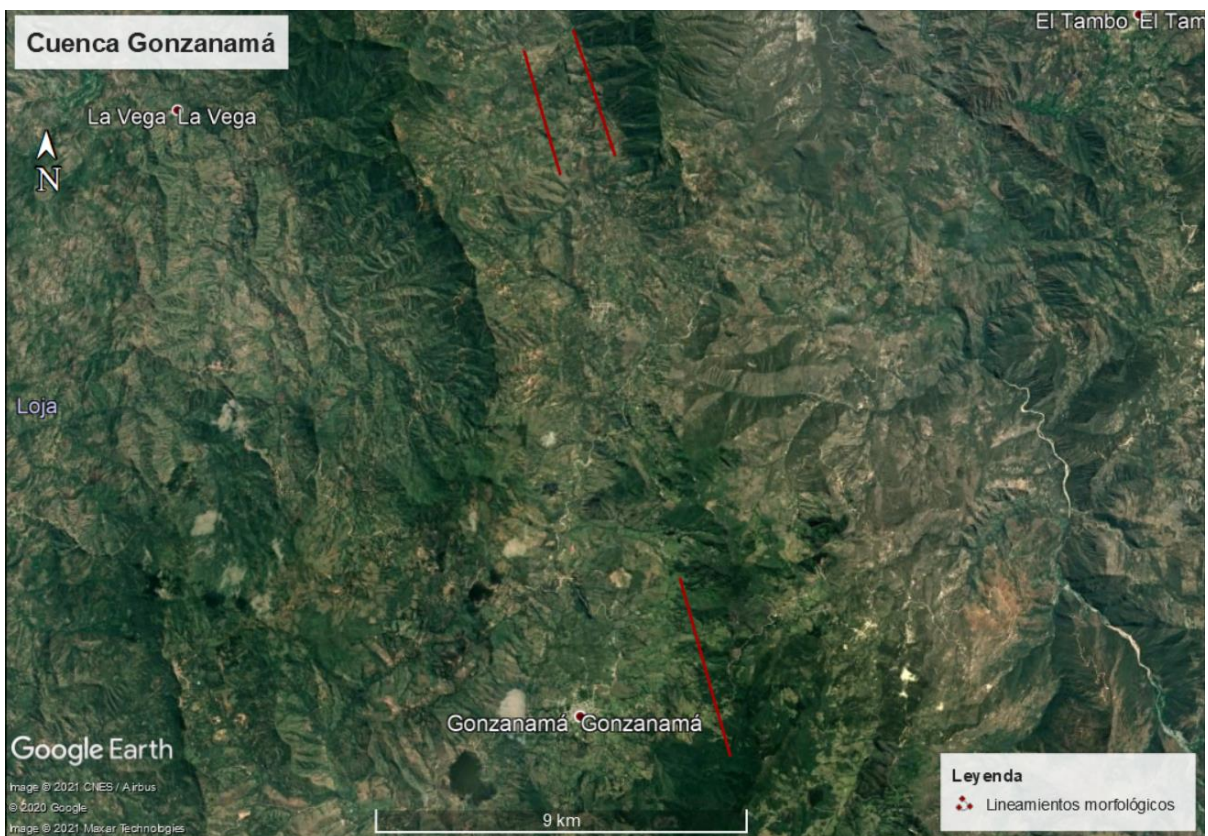 Cuenca Gonzanamá
El Tambo El Tam
La Vega La Vega
N
Loja
Gonzanamá Gonzanamá
Google Earth
Image © 2021 CNES / Airbus
© 2020 Google
Image © 2021 Maxar Technologies
9 km
Leyenda
Lineamientos morfológicos